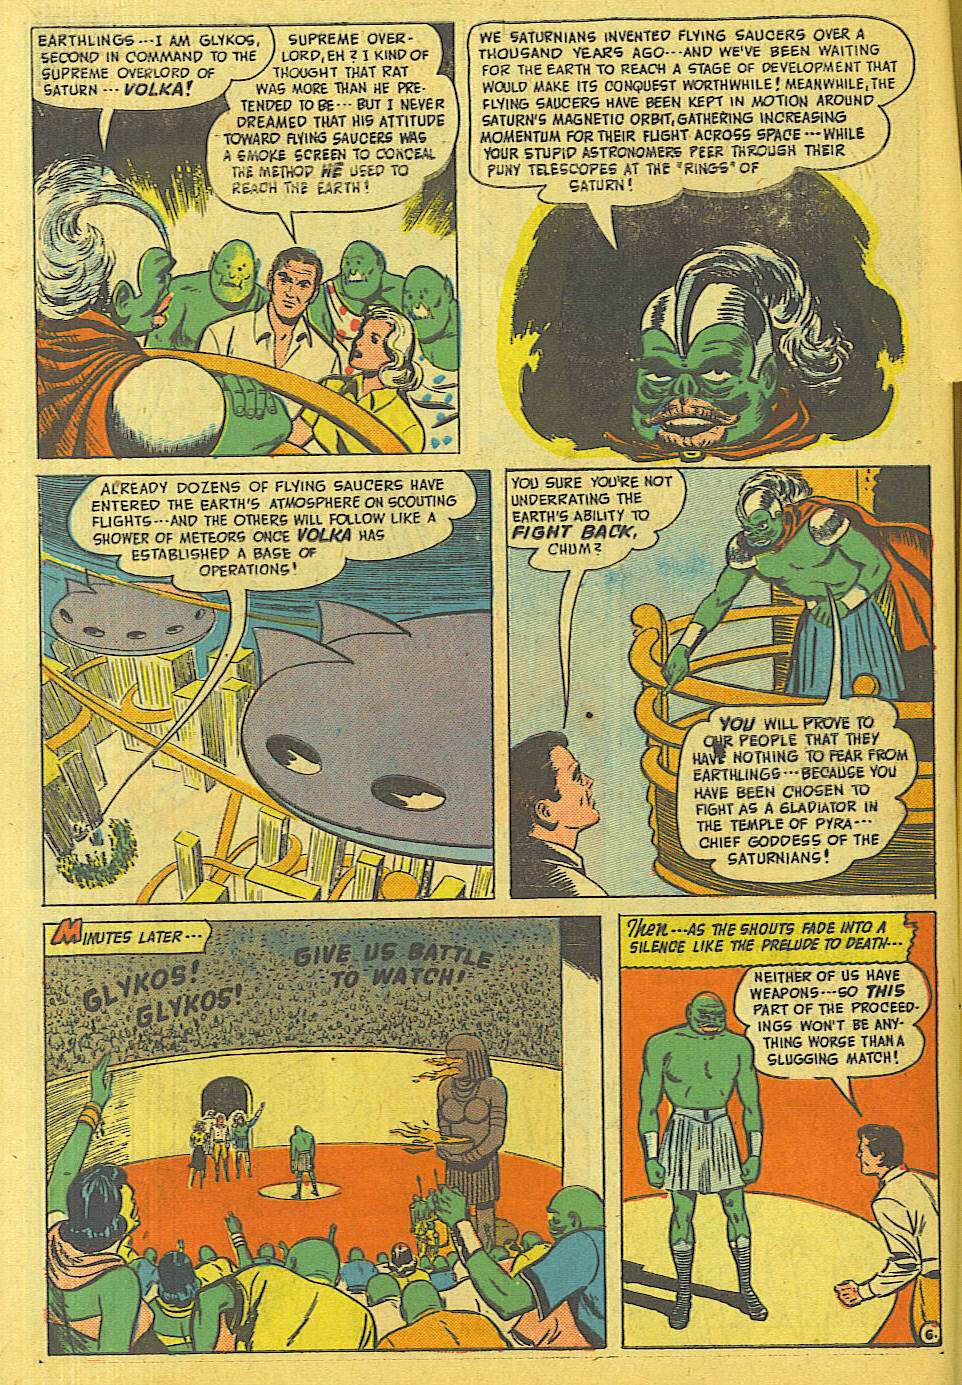 EARTHLINGS---I AM GLYKOS,
SECOND IN COMMAND TO THE
SUPREME OVERLORD OF
SATURN --- VOLKA!
SUPREME OVER-
LORD, EH? I KIND OF
THOUGHT THAT RAT
WAS MORE THAN HE PRE-
TENDED TO BE--- BUT I NEVER
DREAMED THAT HIS ATTITUDE
TOWARD FLYING SAUCERS WAS
A SMOKE SCREEN TO CONCEAL
THE METHOD HE USED TO
REACH THE EARTH!
WE SATURNIANS INVENTED FLYING SAUCERS OVER A
THOUSAND YEARS AGO---AND WE'VE BEEN WAITING
FOR THE EARTH TO REACH A STAGE OF DEVELOPMENT THAT
WOULD MAKE ITS CONQUEST WORTHWHILE! MEANWHILE, THE
FLYING SAUCERS HAVE BEEN KEPT IN MOTION AROUND
SATURN'S MAGNETIC ORBIT, GATHERING INCREASING
MOMENTUM FOR THEIR FLIGHT ACROSS SPACE --- WHILE
YOUR STUPID ASTRONOMERS PEER THROUGH THEIR
PUNY TELESCOPES AT THE "RINGS" OF
SATURN!
ALREADY DOZENS OF FLYING SAUCERS HAVE
ENTERED THE EARTH'S ATMOSPHERE ON SCOUTING
FLIGHTS---AND THE OTHERS WILL FOLLOW LIKE A
SHOWER OF METEORS ONCE VOLKA HAS
ESTABLISHED A BASE OF
OPERATIONS!
YOU SURE YOU'RE NOT
UNDERRATING THE
EARTH'S ABILITY TO
FIGHT BACK,
CHUM?
YOU WILL PROVE TO
OUR PEOPLE THAT THEY
HAVE NOTHING TO FEAR FROM
EARTHLINGS---BECAUSE YOU
HAVE BEEN CHOSEN TO
FIGHT AS A GLADIATOR IN
THE TEMPLE OF PYRA---
CHIEF GODDESS OF THE
SATURNIANS!
MINUTES LATER---
GLYKOS!
GLYKOS!
GIVE US BATTLE
TO WATCH!
Then---AS THE SHOUTS FADE INTO A
SILENCE LIKE THE PRELUDE TO DEATH---
NEITHER OF US HAVE
WEAPONS---SO THIS
PART OF THE PROCEED-
INGS WON'T BE ANY-
THING WORSE THAN A
SLUGGING MATCH!
6.